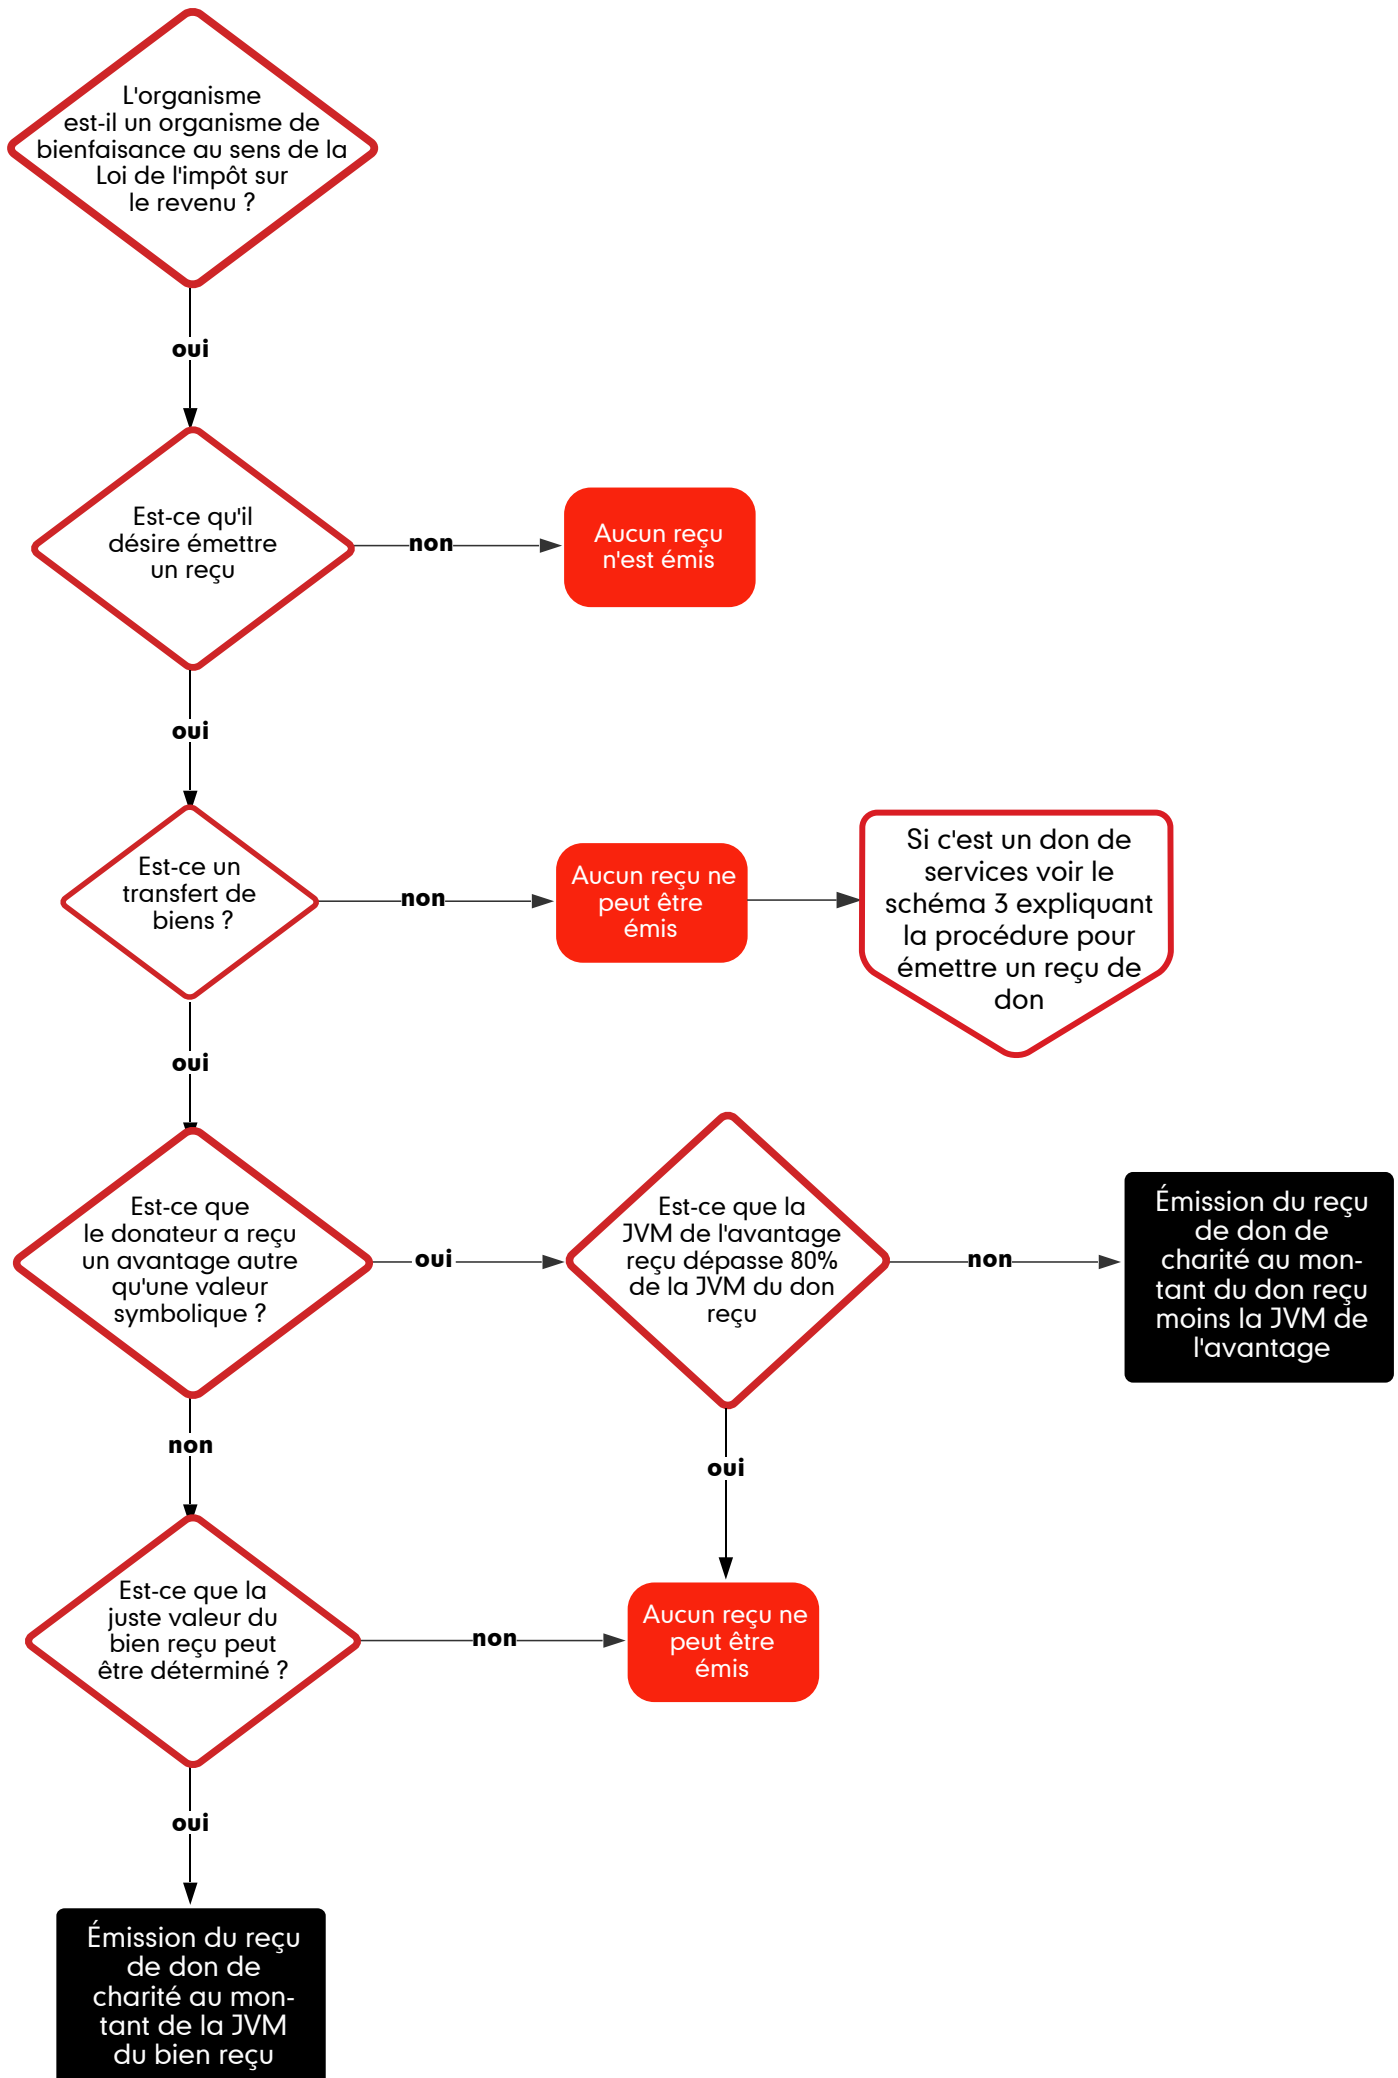 L'organisme
est-il un organisme de
bienfaisance au sens de la
Loi de l'impôt sur
le revenu ?
oui
Est-ce qu'il
désire émettre
un reçu
non
Aucun reçu
n'est émis
oui
Est-ce un
transfert de
biens ?
non
Aucun reçu ne
peut être
émis
Si c'est un don de
services voir le
schéma 3 expliquant
la procédure pour
émettre un reçu de
don
oui
Est-ce que
le donateur a reçu
un avantage autre
qu'une valeur
symbolique ?
oui
Est-ce que la
JVM de l'avantage
reçu dépasse 80%
de la JVM du don
reçu
non
Émission du reçu
de don de
charité au mon-
tant du don reçu
moins la JVM de
l'avantage
non
oui
Est-ce que la
juste valeur du
bien reçu peut
être déterminé ?
non
Aucun reçu ne
peut être
émis
oui
Émission du reçu
de don de
charité au mon-
tant de la JVM
du bien reçu